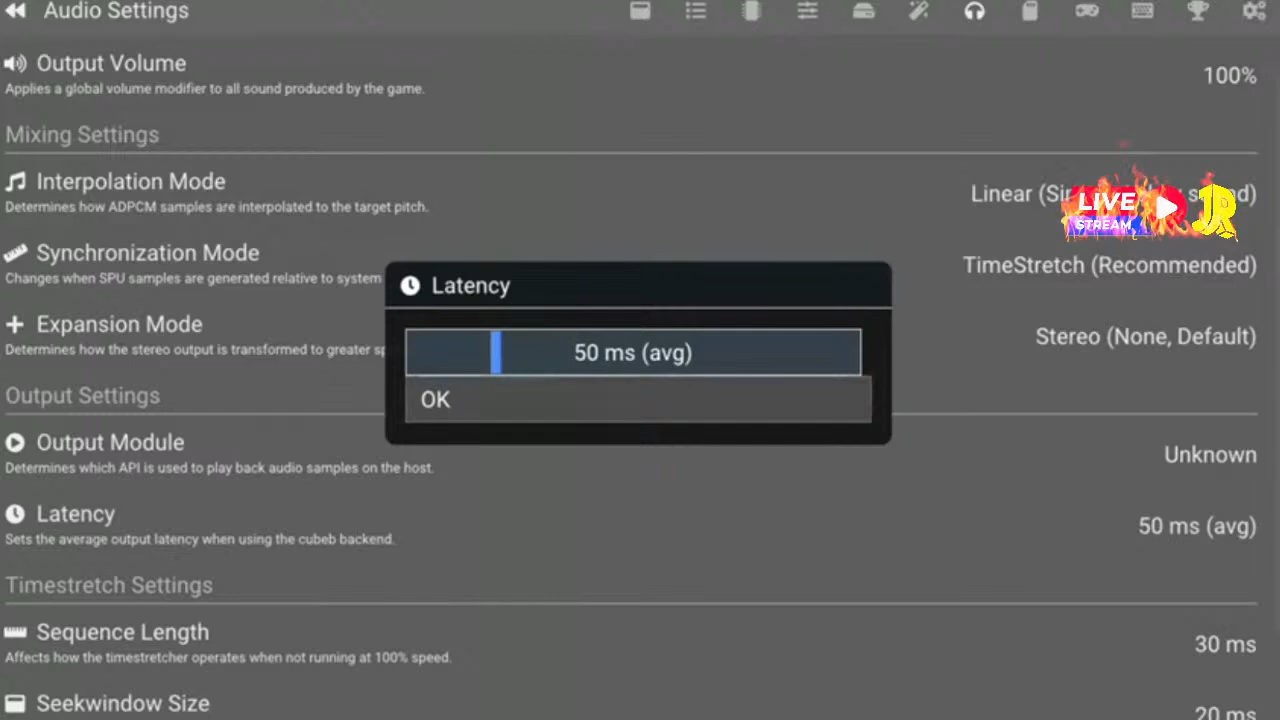 Audio Settings
Output Volume
100%
Applies a global volume modifier to all sound produced by the game.
Mixing Settings
Interpolation Mode
Linear
Determines how ADPCM samples are interpolated to the target pitch.
LIVE
STREAM
JR
Synchronization Mode
TimeStretch (Recommended)
Changes when SPU samples are generated relative to system
Latency
Expansion Mode
Stereo (None, Default)
Determines how the stereo output is transformed to greater
50 ms (avg)
Output Settings
OK
Output Module
Unknown
Determines which API is used to play back audio samples on the host.
Latency
50 ms (avg)
Sets the average output latency when using the cubeb backend.
Timestretch Settings
Sequence Length
30 ms
Affects how the timestretcher operates when not running at 100% speed.
Seekwindow Size
20 ms